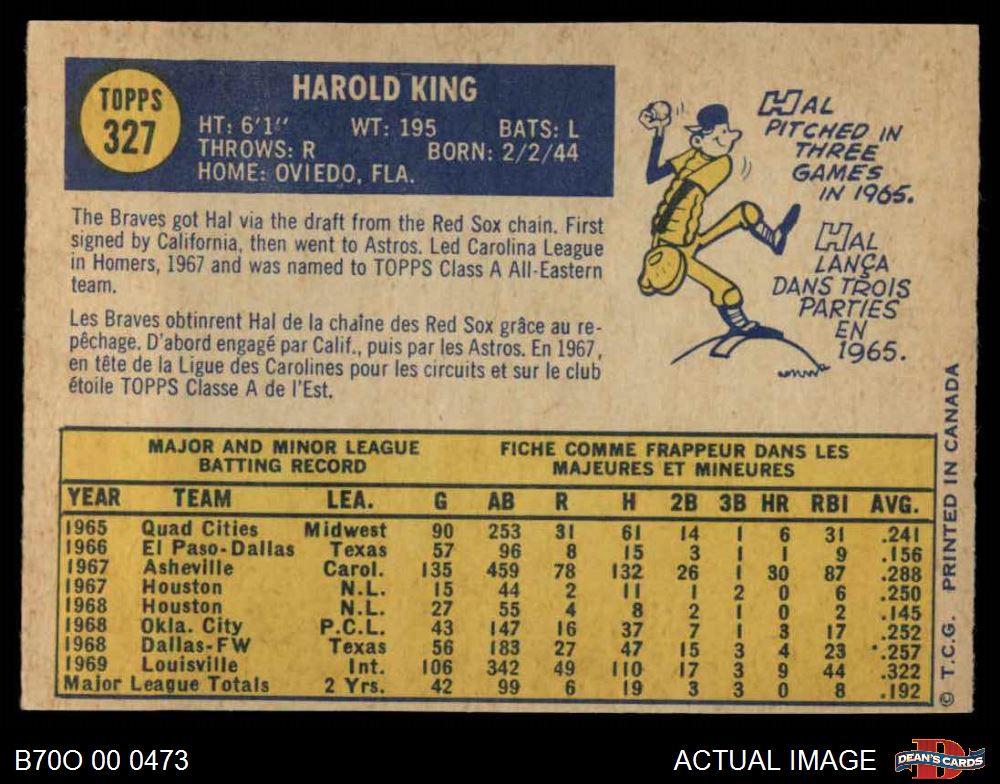 TOPPS
327
HAROLD KING
HT: 6'1" WT: 195 BATS: L
THROWS: R BORN: 2/2/44
HOME: OVIEDO, FLA.
The Braves got Hal via the draft from the Red Sox chain. First
signed by California, then went to Astros. Led Carolina League
in Homers, 1967 and was named to TOPPS Class A All-Eastern
team.
Les Braves obtinrent Hal de la chaîne des Red Sox grâce au re-
pêchage. D'abord engagé par Calif., puis par les Astros. En 1967,
en tête de la Ligue des Carolines pour les circuits et sur le club
étoile TOPPS Classe A de l'Est.
HAL
PITCHED IN
THREE
GAMES
IN 1965.
HAL
LANÇA
DANS TROIS
PARTIES
EN
1965.
MAJOR AND MINOR LEAGUE
BATTING RECORD
FICHE COMME FRAPPEUR DANS LES
MAJEURES ET MINEURES
YEAR TEAM LEA. G AB R H 2B 3B HR RBI AVG.
1965 Quad Cities Midwest 90 253 31 61 14 1 6 31 .241
1966 El Paso-Dallas Texas 57 96 8 15 3 1 1 9 .156
1967 Asheville Carol. 135 459 78 132 26 1 30 87 .288
1967 Houston N.L. 15 44 2 11 1 2 0 6 .250
1968 Houston N.L. 27 55 4 8 2 1 0 2 .145
1968 Okla. City P.C.L. 43 147 16 37 7 1 3 17 .252
1968 Dallas-FW Texas 56 183 27 47 15 3 4 23 .257
1969 Louisville Int. 106 342 49 110 17 3 9 44 .322
Major League Totals 2 Yrs. 42 99 6 19 3 3 0 8 .192
© T.C.G. PRINTED IN CANADA
B70O 00 0473
ACTUAL IMAGE
DEAN'S CARDS